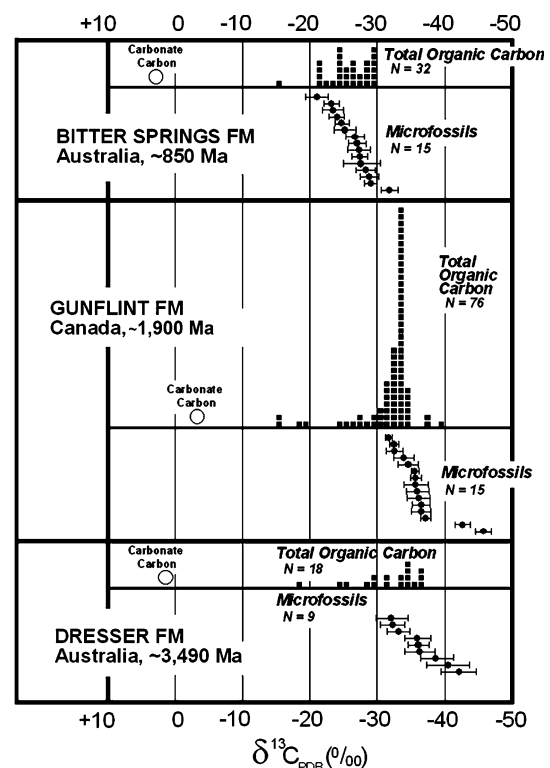 +10 0 -10 -20 -30 -40 -50
Carbonate
Carbon
Total Organic Carbon
N = 32
BITTER SPRINGS FM
Australia, ~850 Ma
Microfossils
N = 15
Total
Organic
Carbon
N = 76
GUNFLINT FM
Canada,~1,900 Ma
Carbonate
Carbon
Microfossils
N = 15
Carbonate
Carbon
Total Organic Carbon
N = 18
Microfossils
N = 9
DRESSER FM
Australia, ~3,490 Ma
+10 0 -10 -20 -30 -40 -50
δ¹³C PDB (⁰/₀₀)